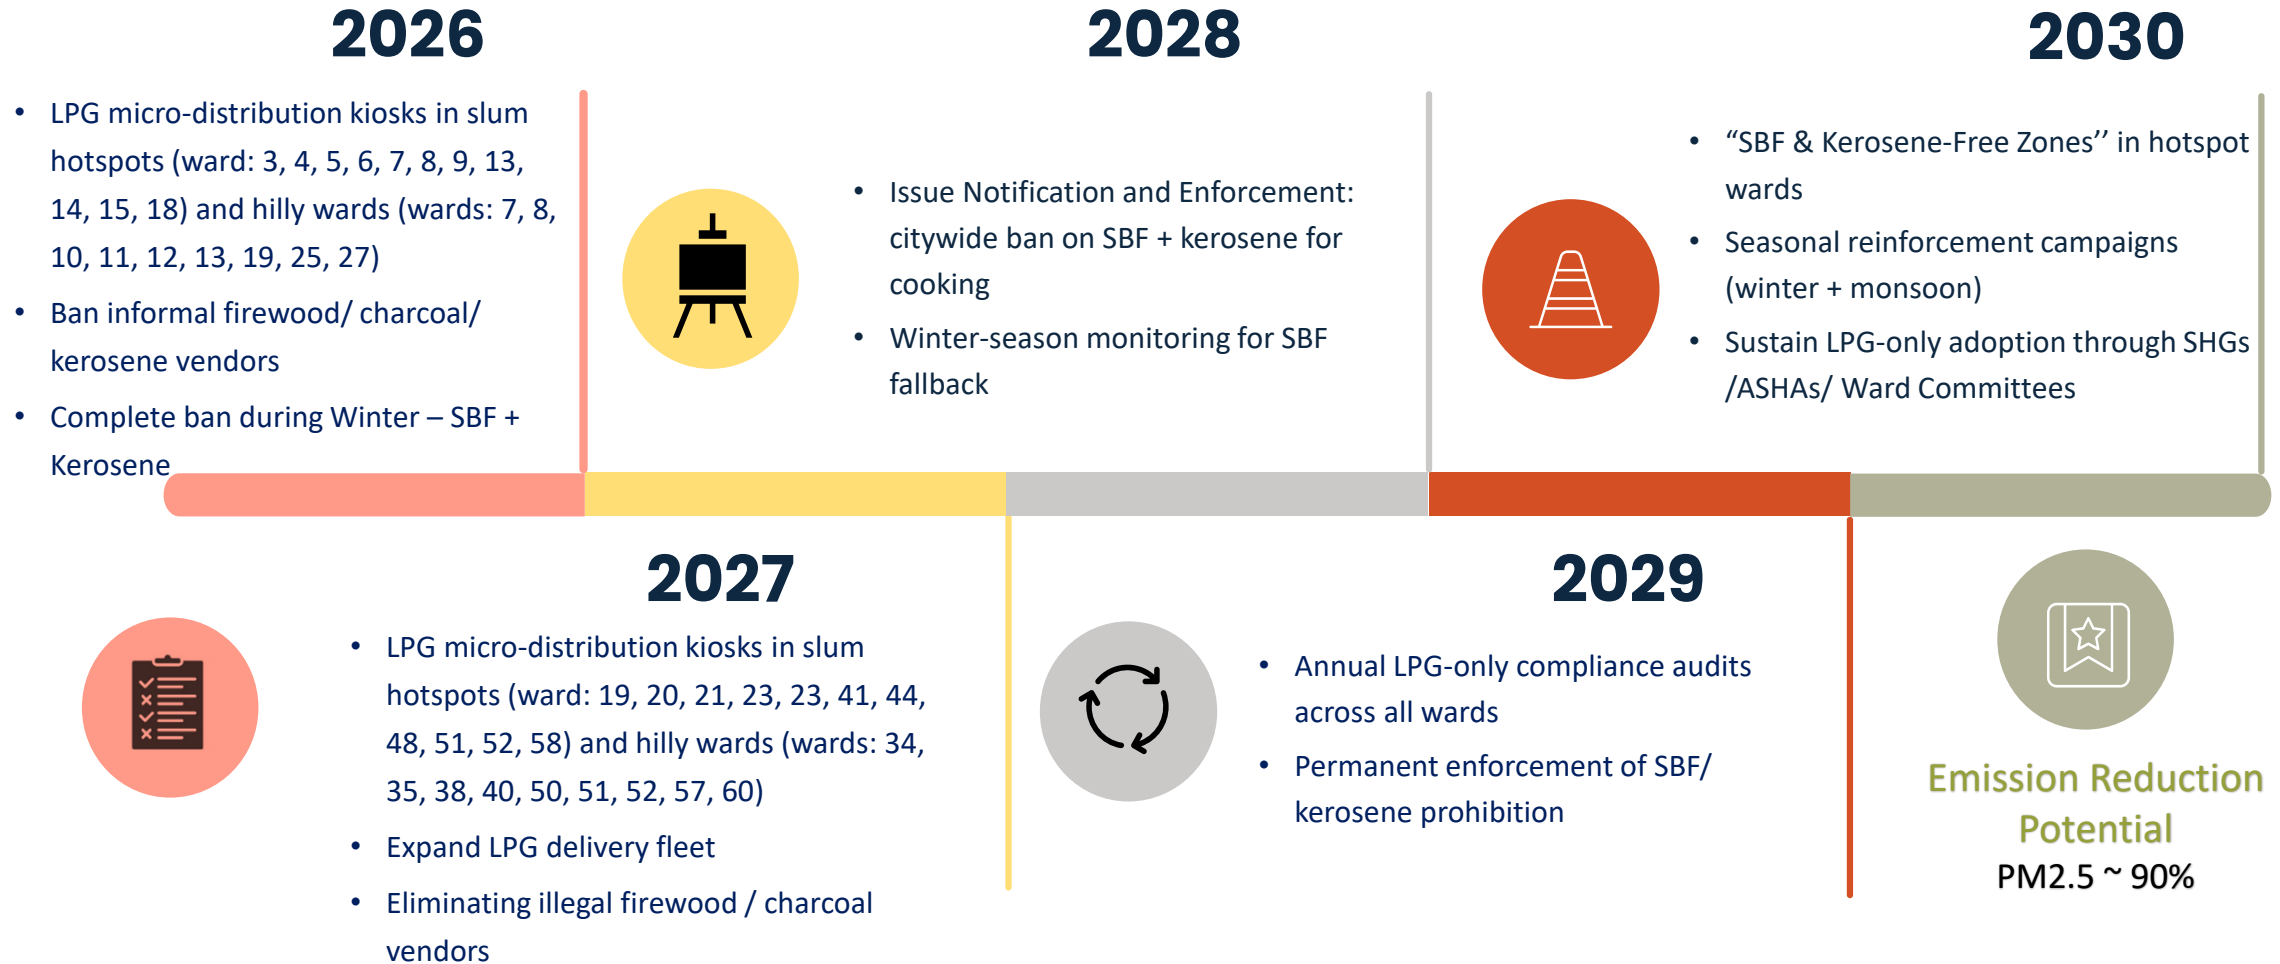 2026
• LPG micro-distribution kiosks in slum
hotspots (ward: 3, 4, 5, 6, 7, 8, 9, 13,
14, 15, 18) and hilly wards (wards: 7, 8,
10, 11, 12, 13, 19, 25, 27)
• Ban informal firewood/ charcoal/
kerosene vendors
• Complete ban during Winter – SBF +
Kerosene
2027
• LPG micro-distribution kiosks in slum
hotspots (ward: 19, 20, 21, 23, 23, 41, 44,
48, 51, 52, 58) and hilly wards (wards: 34,
35, 38, 40, 50, 51, 52, 57, 60)
• Expand LPG delivery fleet
• Eliminating illegal firewood / charcoal
vendors
2028
• Issue Notification and Enforcement:
citywide ban on SBF + kerosene for
cooking
• Winter-season monitoring for SBF
fallback
2029
• Annual LPG-only compliance audits
across all wards
• Permanent enforcement of SBF/
kerosene prohibition
2030
• “SBF & Kerosene-Free Zones’’ in hotspot
wards
• Seasonal reinforcement campaigns
(winter + monsoon)
• Sustain LPG-only adoption through SHGs
/ASHAs/ Ward Committees
Emission Reduction
Potential
PM2.5 ~ 90%